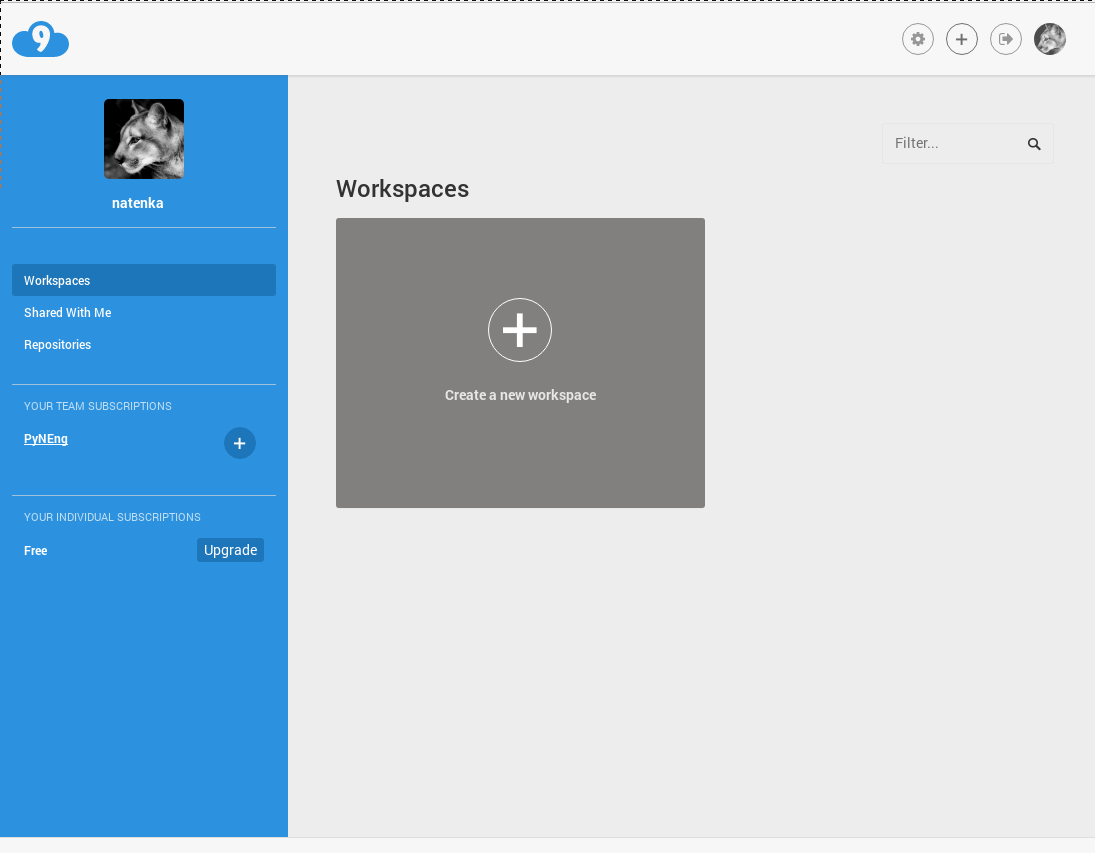 9
natenka
Workspaces
Shared With Me
Repositories
YOUR TEAM SUBSCRIPTIONS
PyNEng
YOUR INDIVIDUAL SUBSCRIPTIONS
Free
Upgrade
Filter...
Workspaces
Create a new workspace